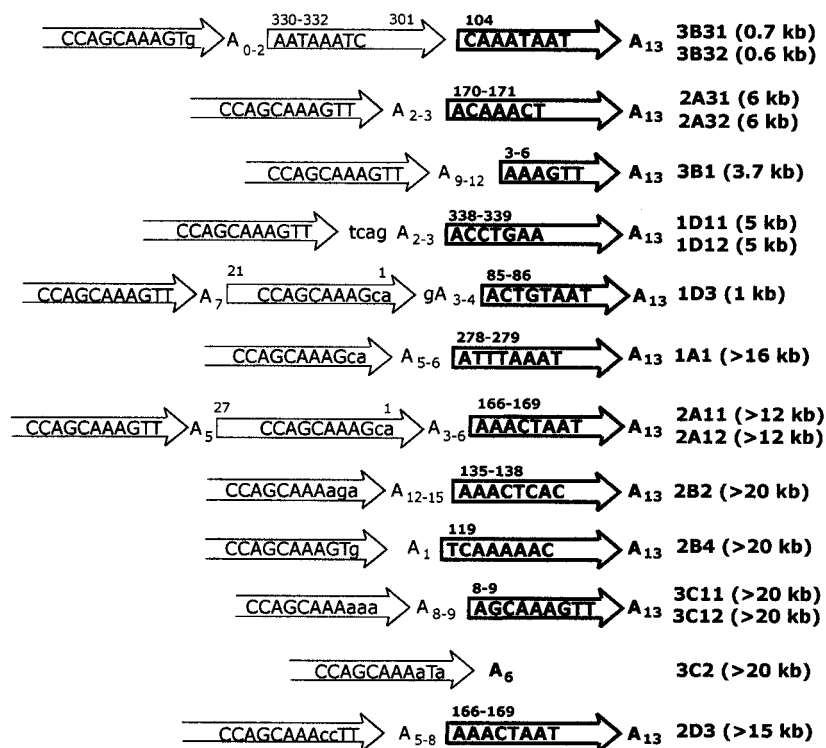 330-332 301 104
CCAGCAAAGTg A0-2 AATAAATC CAAATAAT A13 3B31 (0.7 kb)
3B32 (0.6 kb)
170-171
CCAGCAAAGTT A2-3 ACAAACT A13 2A31 (6 kb)
2A32 (6 kb)
3-6
CCAGCAAAGTT A9-12 AAAGTT A13 3B1 (3.7 kb)
338-339
CCAGCAAAGTT tcag A2-3 ACCTGAA A13 1D11 (5 kb)
1D12 (5 kb)
21 1 85-86
CCAGCAAAGTT A7 CCAGCAAAGca gA3-4 ACTGTAAT A13 1D3 (1 kb)
278-279
CCAGCAAAGca A5-6 ATTTAAAT A13 1A1 (>16 kb)
27 1 166-169
CCAGCAAAGTT A5 CCAGCAAAGca A3-6 AAACTAAT A13 2A11 (>12 kb)
2A12 (>12 kb)
135-138
CCAGCAAAaga A12-15 AAACTCAC A13 2B2 (>20 kb)
119
CCAGCAAAGTg A1 TCAAAAAC A13 2B4 (>20 kb)
8-9
CCAGCAAAaaa A8-9 AGCAAAGTT A13 3C11 (>20 kb)
3C12 (>20 kb)
CCAGCAAAaTa A6 3C2 (>20 kb)
166-169
CCAGCAAAccTT A5-8 AAACTAAT A13 2D3 (>15 kb)